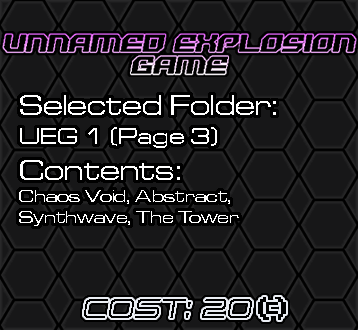 UNNAMED EXPLOSION
GAME
Selected Folder:
UEG 1 (Page 3)
Contents:
Chaos Void, Abstract,
Synthwave, The Tower
COST: 20